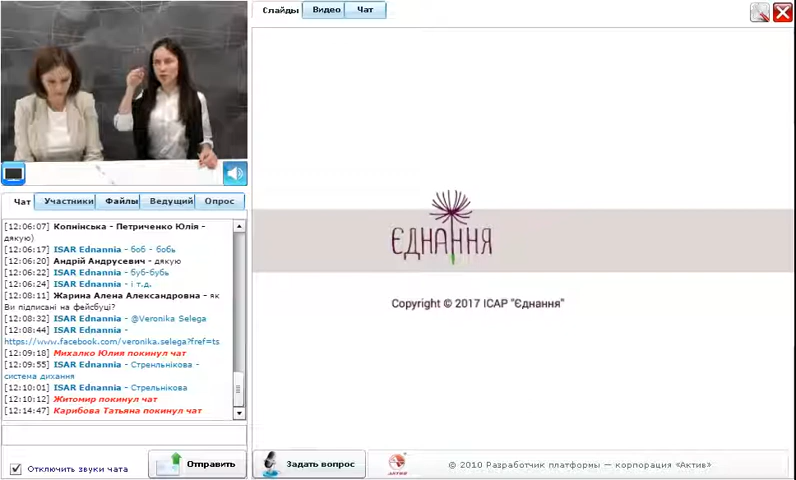 Слайды
Видео
Чат
Чат
Участники
Файлы
Ведущий
Опрос
[12:06:07] Копнінська - Петриченко Юлія -
дякую)
[12:06:17] ISAR Ednannia - боб - бобь
[12:06:20] Андрій Андрусевич - дякую
[12:06:22] ISAR Ednannia - буб-бубь
[12:06:24] ISAR Ednannia - і т.д.
[12:08:11] Жарина Алена Александровна - як
Ви підписані на фейсбуці?
[12:08:32] ISAR Ednannia - @Veronika Selega
[12:08:44] ISAR Ednannia -
https://www.facebook.com/veronika.selega?fref=ts
[12:09:18] Михалко Юлия покинул чат
[12:09:55] ISAR Ednannia - Стренльнікова -
система дихання
[12:10:01] ISAR Ednannia - Стрельнікова
[12:10:12] Житомир покинул чат
[12:14:47] Карибова Татьяна покинул чат
Отключить звуки чата
Отправить
ЄДНАННЯ
Copyright © 2017 ІСАР "Єднання"
Задать вопрос
АКТИВ
© 2010 Разработчик платформы — корпорация «Актив»